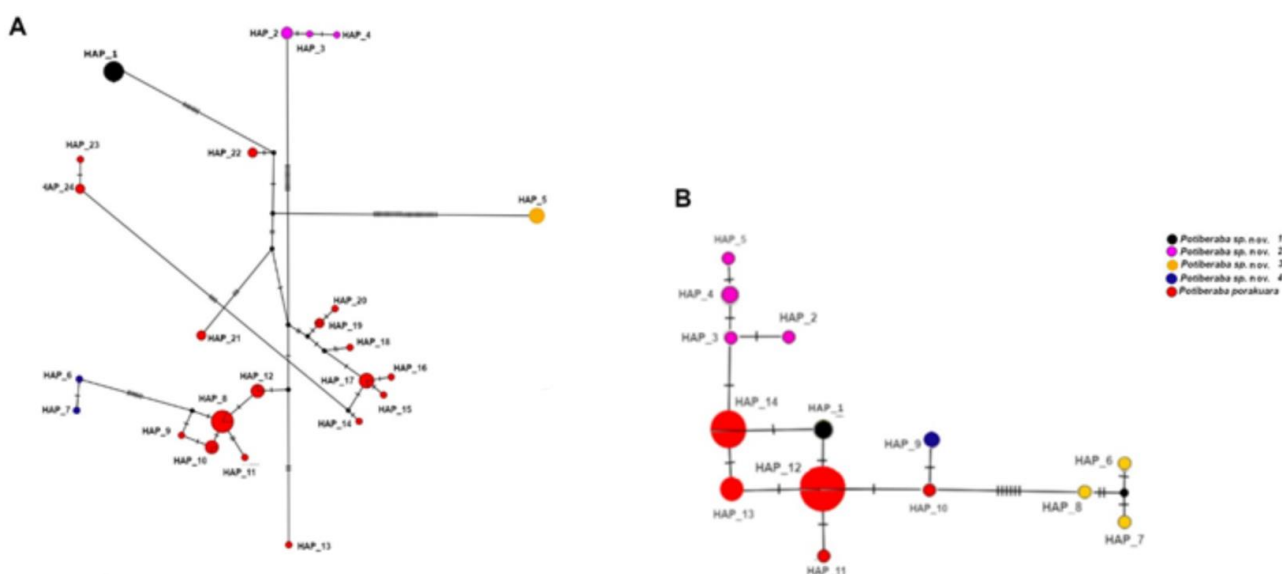 A
HAP_1
HAP_2
HAP_3
HAP_4
HAP_23
HAP_22
HAP_24
HAP_5
HAP_20
HAP_19
HAP_21
HAP_18
HAP_6
HAP_12
HAP_17
HAP_16
HAP_8
HAP_7
HAP_15
HAP_9
HAP_14
HAP_10
HAP_11
HAP_13
B
HAP_5
HAP_4
HAP_3
HAP_2
HAP_14
HAP_1
HAP_9
HAP_12
HAP_6
HAP_13
HAP_10
HAP_8
HAP_7
HAP_11
Potiberaba sp. nov. 1
Potiberaba sp. nov. 2
Potiberaba sp. nov. 3
Potiberaba sp. nov. 4
Potiberaba porakuara